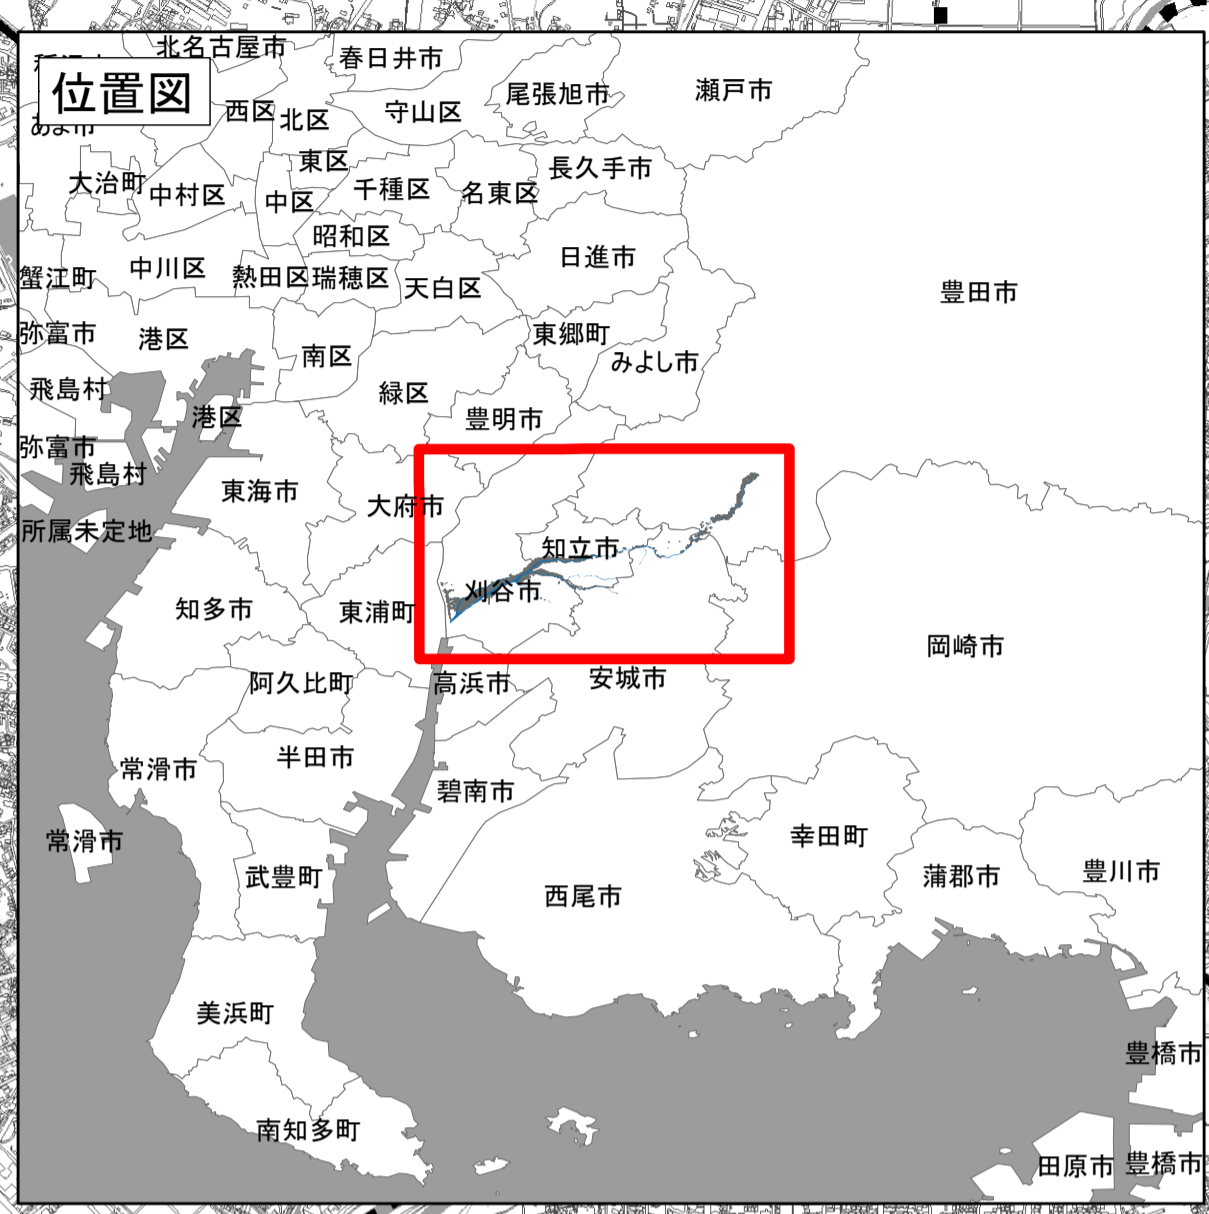 位置図
北名古屋市
春日井市
尾張旭市
瀬戸市
西区
北区
守山区
あま市
東区
長久手市
大治町
中村区
中区
千種区
名東区
昭和区
日進市
蟹江町
中川区
熱田区
瑞穂区
天白区
豊田市
弥富市
港区
南区
東郷町
みよし市
飛島村
港区
緑区
豊明市
弥富市
飛島村
東海市
大府市
所属未定地
知立市
刈谷市
知多市
東浦町
岡崎市
阿久比町
高浜市
安城市
常滑市
半田市
碧南市
常滑市
武豊町
西尾市
幸田町
蒲郡市
豊川市
美浜町
豊橋市
南知多町
田原市
豊橋市